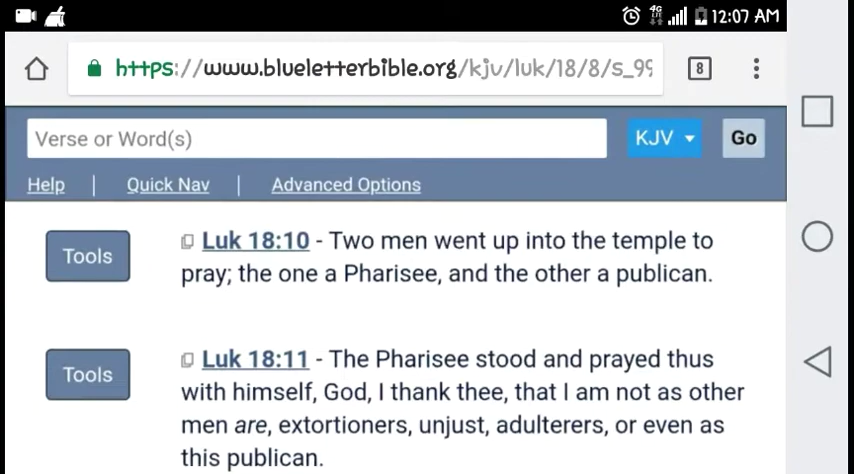 4G 12:07 AM
https://www.blueletterbible.org/kjv/luk/18/8/s_99 8
Verse or Word(s) KJV Go
Help | Quick Nav | Advanced Options
Tools Luk 18:10 - Two men went up into the temple to
pray; the one a Pharisee, and the other a publican.
Tools Luk 18:11 - The Pharisee stood and prayed thus
with himself, God, I thank thee, that I am not as other
men are, extortioners, unjust, adulterers, or even as
this publican.